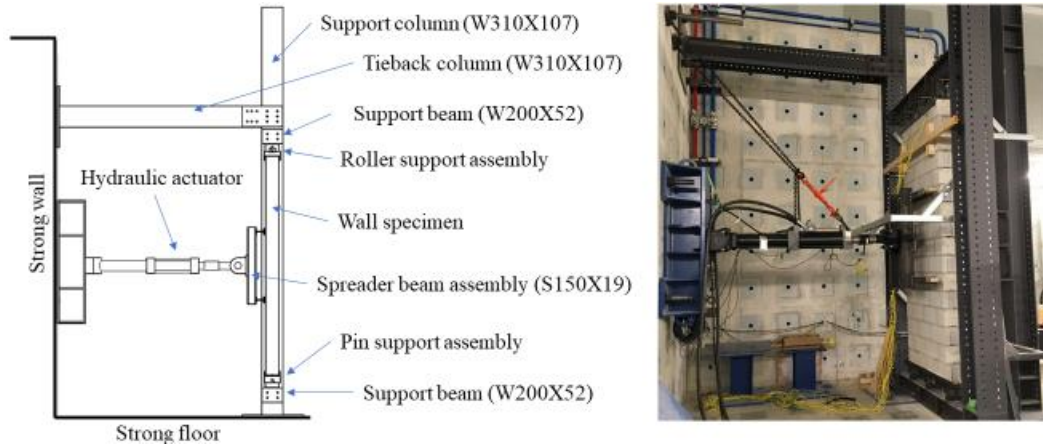 Support column (W310X107)
Tieback column (W310X107)
Support beam (W200X52)
Roller support assembly
Hydraulic actuator
Wall specimen
Strong wall
Spreader beam assembly (S150X19)
Pin support assembly
Support beam (W200X52)
Strong floor